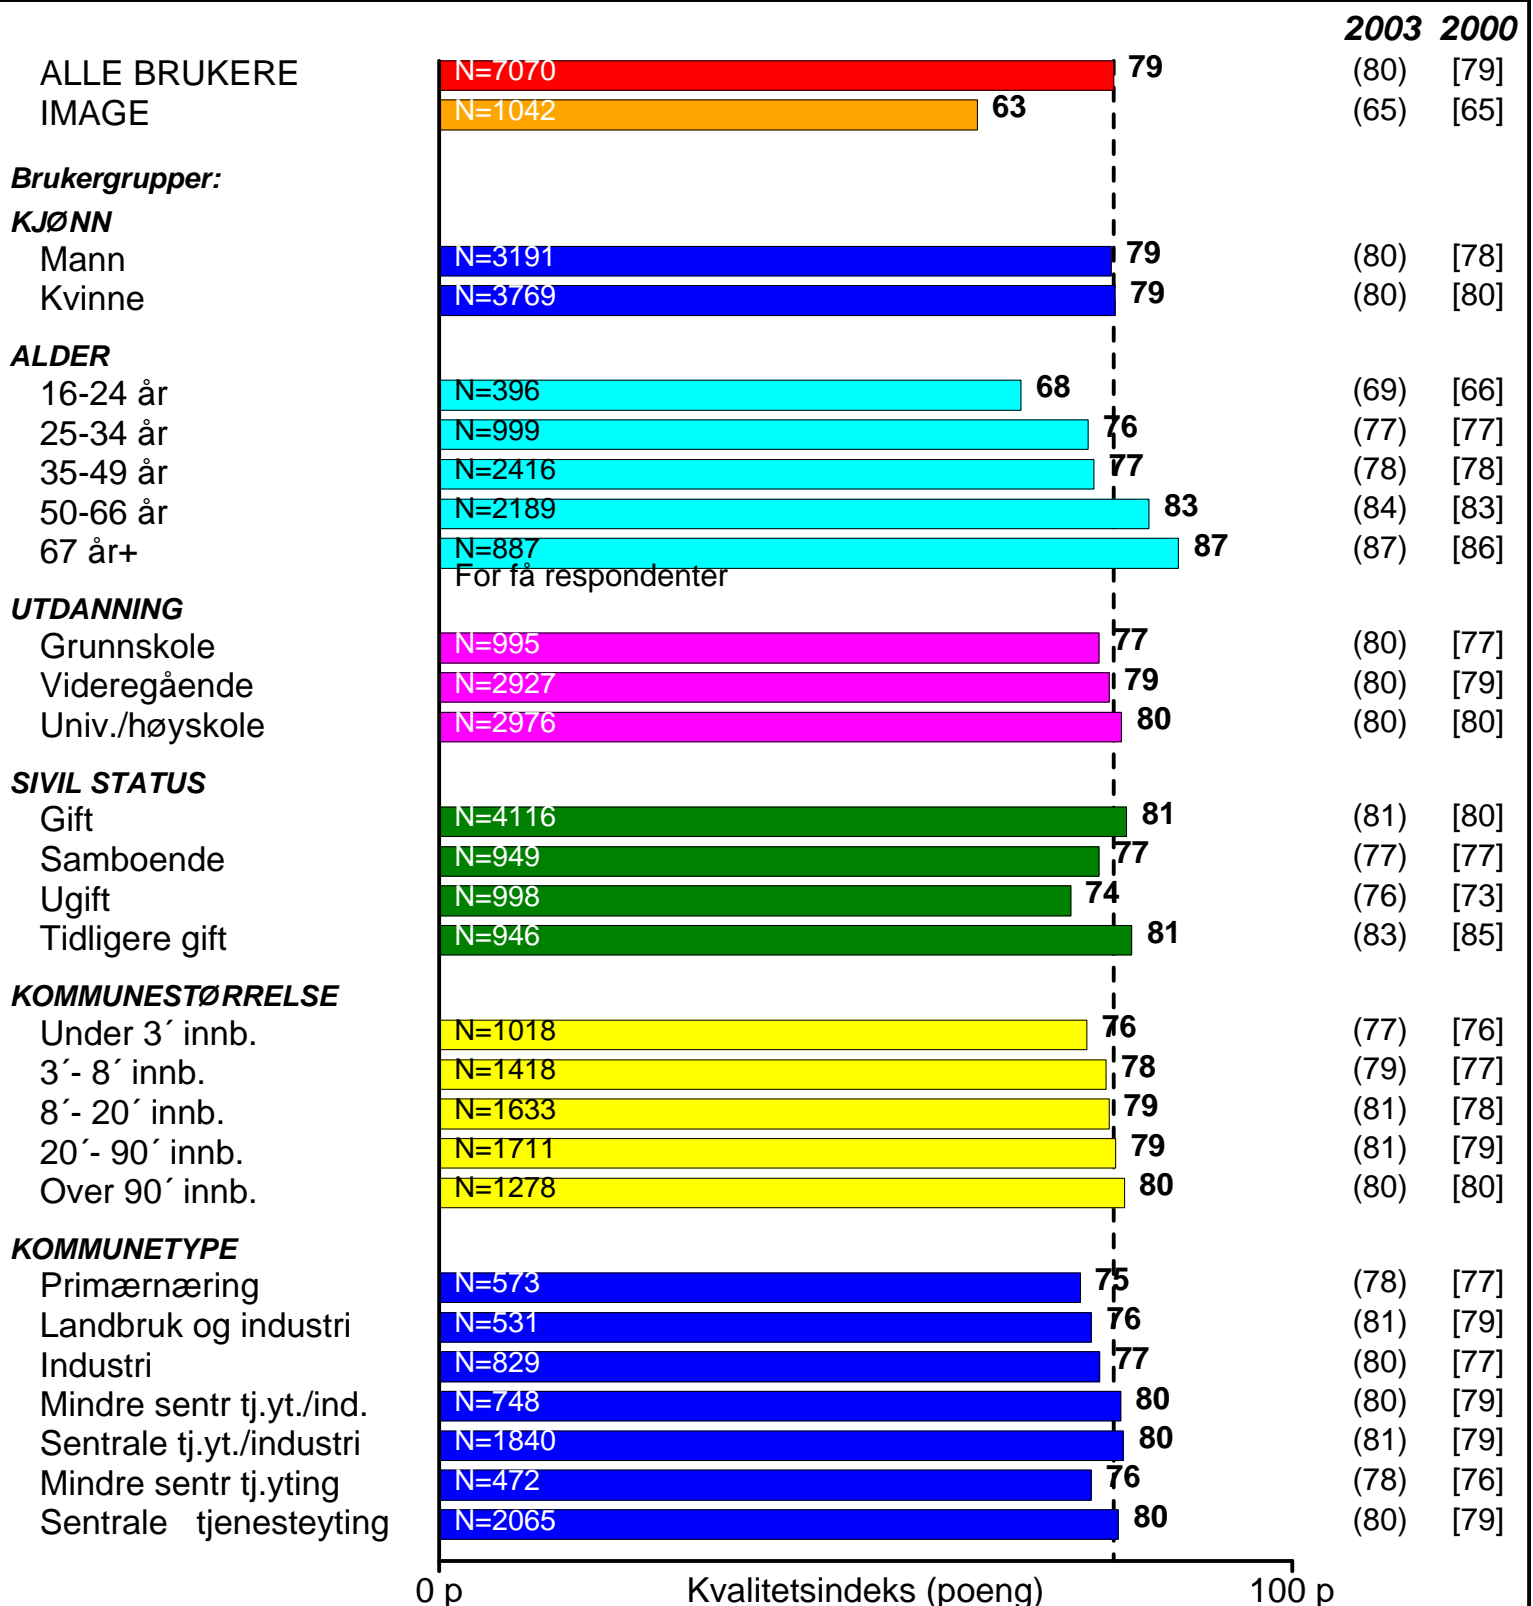 2003 2000
ALLE BRUKERE N=7070 79 (80) [79]
IMAGE N=1042 63 (65) [65]
Brukergrupper:
KJØNN
Mann N=3191 79 (80) [78]
Kvinne N=3769 79 (80) [80]
ALDER
16-24 år N=396 68 (69) [66]
25-34 år N=999 76 (77) [77]
35-49 år N=2416 77 (78) [78]
50-66 år N=2189 83 (84) [83]
67 år+ N=887 87 (87) [86]
For få respondenter
UTDANNING
Grunnskole N=995 77 (80) [77]
Videregående N=2927 79 (80) [79]
Univ./høyskole N=2976 80 (80) [80]
SIVIL STATUS
Gift N=4116 81 (81) [80]
Samboende N=949 77 (77) [77]
Ugift N=998 74 (76) [73]
Tidligere gift N=946 81 (83) [85]
KOMMUNESTØRRELSE
Under 3´ innb. N=1018 76 (77) [76]
3´- 8´ innb. N=1418 78 (79) [77]
8´- 20´ innb. N=1633 79 (81) [78]
20´- 90´ innb. N=1711 79 (81) [79]
Over 90´ innb. N=1278 80 (80) [80]
KOMMUNETYPE
Primærnæring N=573 75 (78) [77]
Landbruk og industri N=531 76 (81) [79]
Industri N=829 77 (80) [77]
Mindre sentr tj.yt./ind. N=748 80 (80) [79]
Sentrale tj.yt./industri N=1840 80 (81) [79]
Mindre sentr tj.yting N=472 76 (78) [76]
Sentrale tjenesteyting N=2065 80 (80) [79]
0 p Kvalitetsindeks (poeng) 100 p